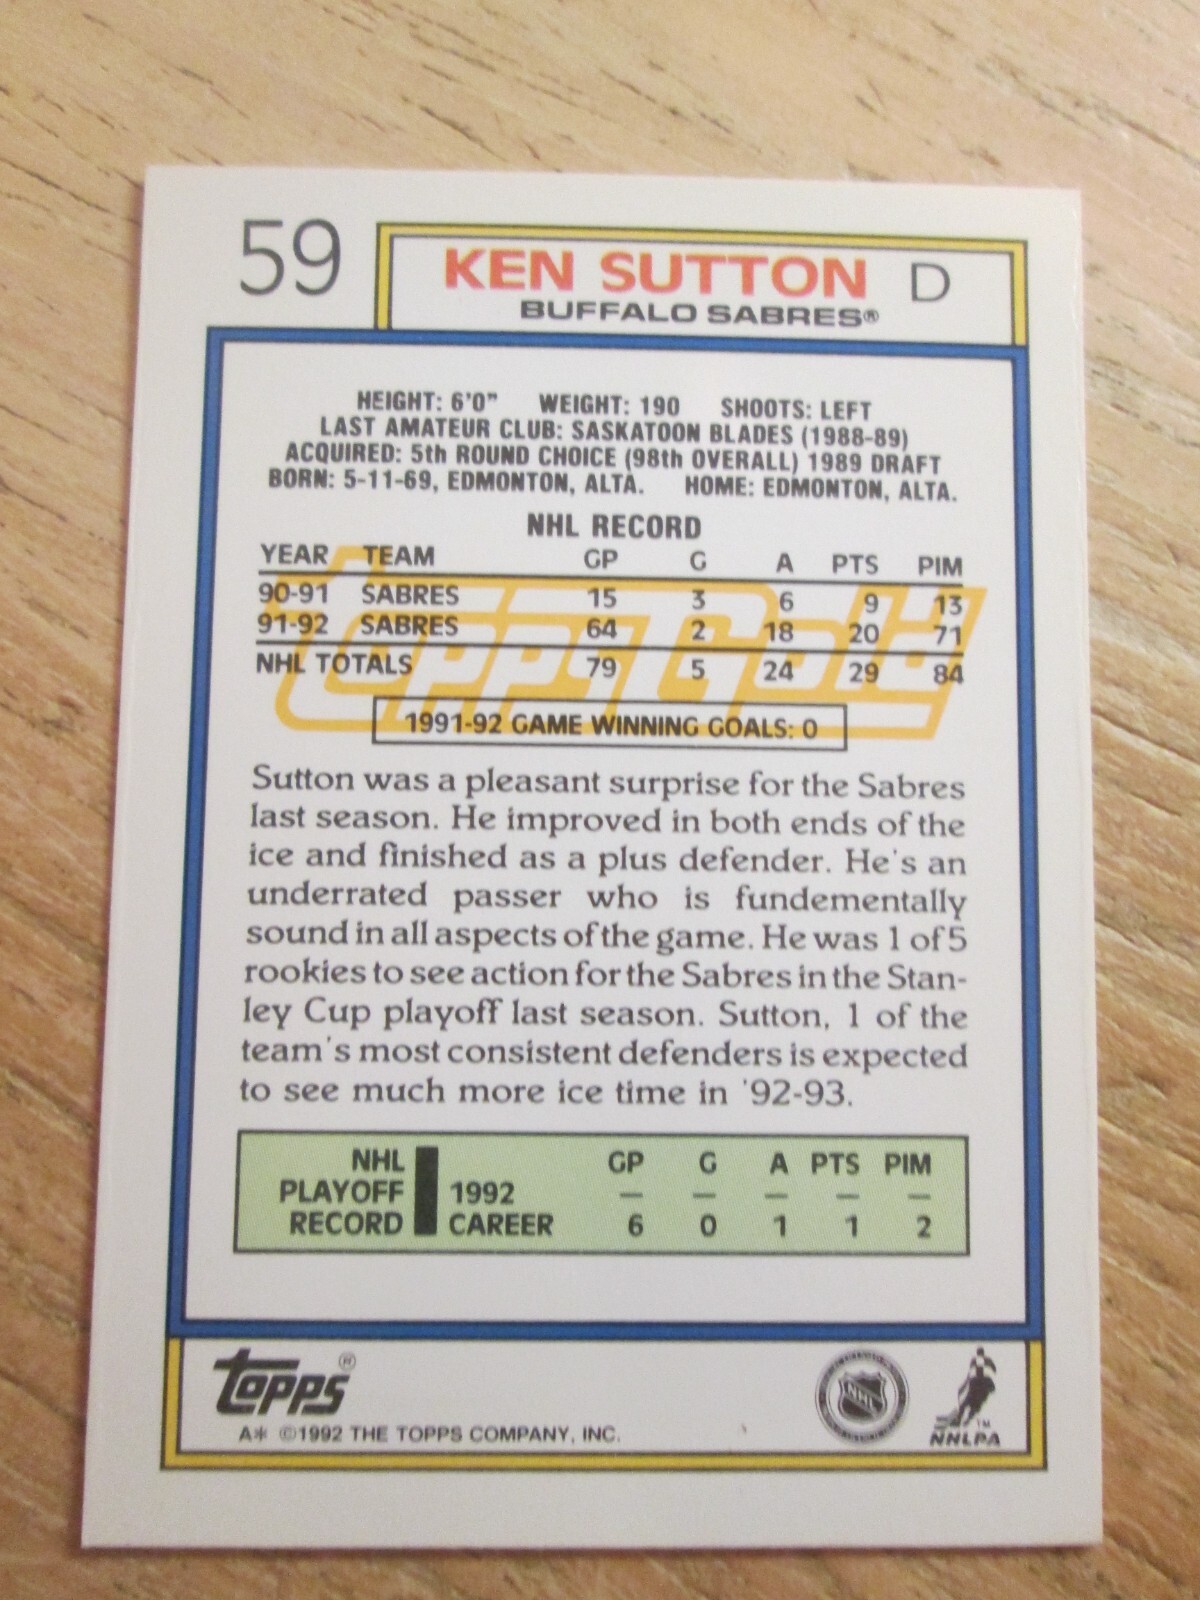 59
KEN SUTTON D
BUFFALO SABRES®
HEIGHT: 6'0" WEIGHT: 190 SHOOTS: LEFT
LAST AMATEUR CLUB: SASKATOON BLADES (1988-89)
ACQUIRED: 5th ROUND CHOICE (98th OVERALL) 1989 DRAFT
BORN: 5-11-69, EDMONTON, ALTA. HOME: EDMONTON, ALTA.
NHL RECORD
YEAR TEAM GP G A PTS PIM
90-91 SABRES 15 3 6 9 13
91-92 SABRES 64 2 18 20 71
NHL TOTALS 79 5 24 29 84
Topps Gold
1991-92 GAME WINNING GOALS: 0
Sutton was a pleasant surprise for the Sabres
last season. He improved in both ends of the
ice and finished as a plus defender. He's an
underrated passer who is fundementally
sound in all aspects of the game. He was 1 of 5
rookies to see action for the Sabres in the Stan-
ley Cup playoff last season. Sutton, 1 of the
team's most consistent defenders is expected
to see much more ice time in '92-93.
NHL GP G A PTS PIM
PLAYOFF 1992 — — — — —
RECORD CAREER 6 0 1 1 2
Topps®
A* ©1992 THE TOPPS COMPANY, INC.
NHL
™
NHLPA